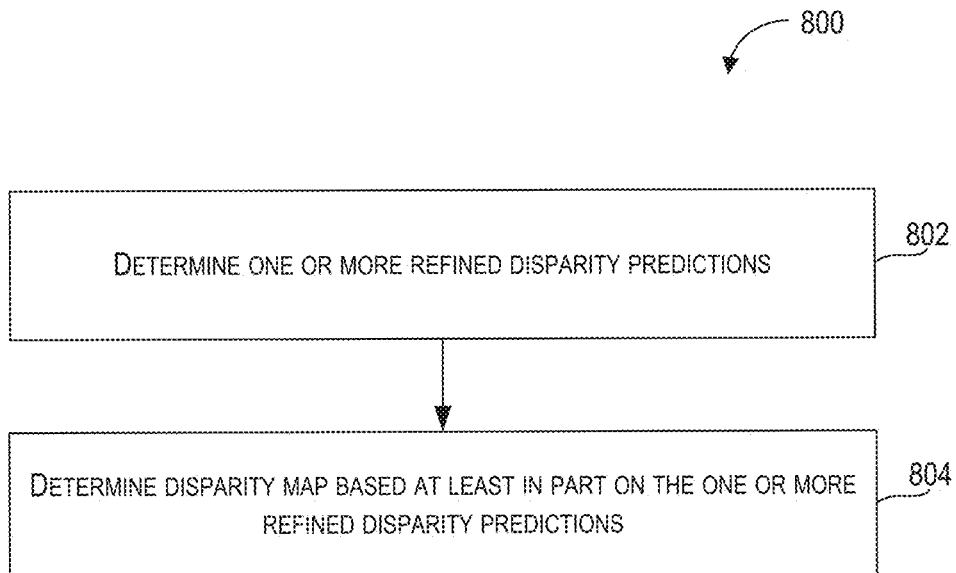 800
DETERMINE ONE OR MORE REFINED DISPARITY PREDICTIONS
802
DETERMINE DISPARITY MAP BASED AT LEAST IN PART ON THE ONE OR MORE
REFINED DISPARITY PREDICTIONS
804